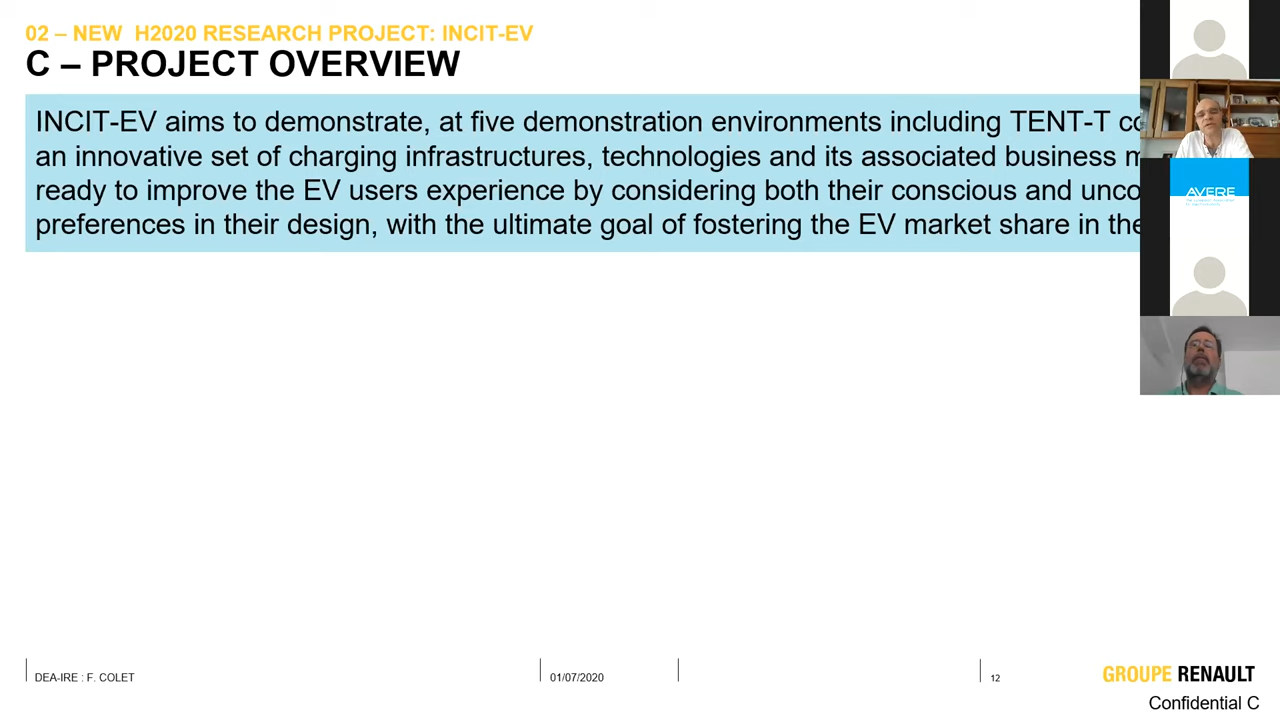 02 – NEW H2020 RESEARCH PROJECT: INCIT-EV
C – PROJECT OVERVIEW
INCIT-EV aims to demonstrate, at five demonstration environments including TENT-T
an innovative set of charging infrastructures, technologies and its associated business
ready to improve the EV users experience by considering both their conscious and
preferences in their design, with the ultimate goal of fostering the EV market share in the
AVERE
DEA-IRE : F. COLET
01/07/2020
12
GROUPE RENAULT
Confidential C